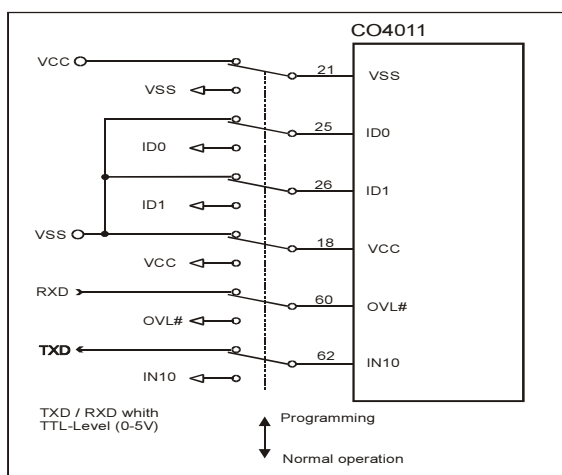 CO4011
VCC
21
VSS
VSS
25
ID0
ID0
26
ID1
ID1
VSS
18
VCC
VCC
RXD
60
OVL#
OVL#
TXD
62
IN10
IN10
TXD / RXD whith
TTL-Level (0-5V)
Programming
Normal operation